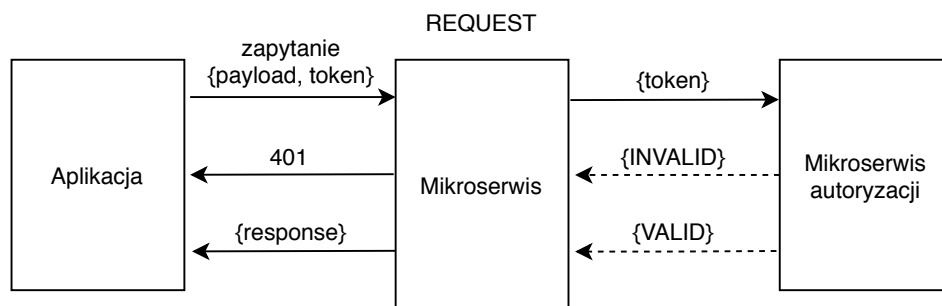 REQUEST
zapytanie
{payload, token}
{token}
Aplikacja
401
Mikroserwis
{INVALID}
Mikroserwis
autoryzacji
{response}
{VALID}